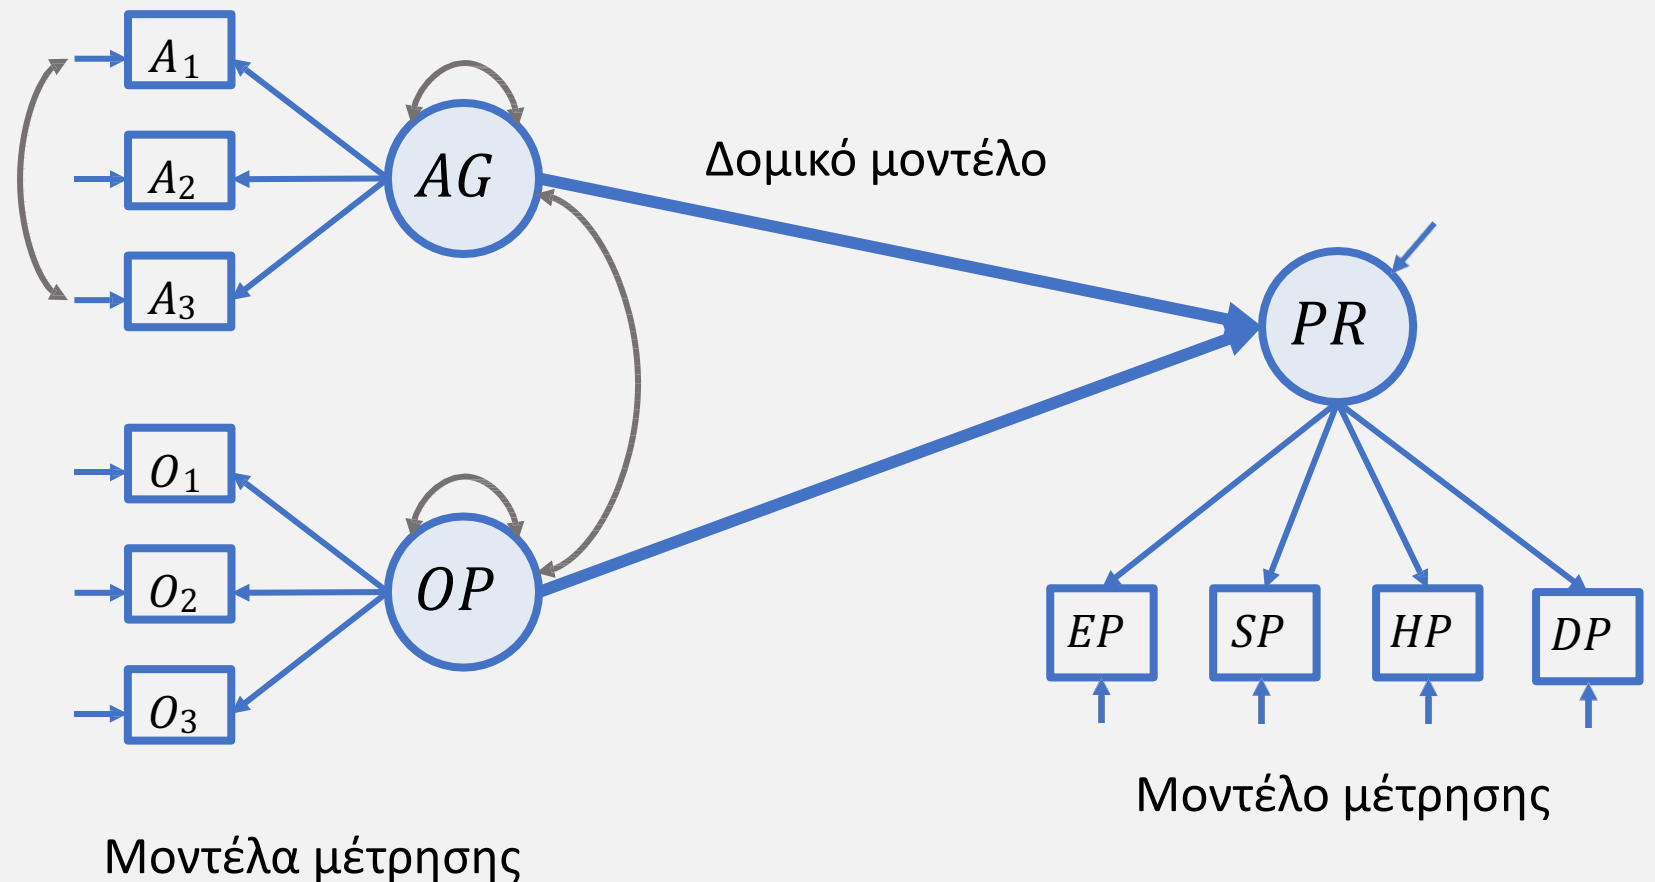 A₁
A₂
A₃
AG
Δομικό μοντέλο
PR
O₁
O₂
O₃
OP
EP
SP
HP
DP
Μοντέλο μέτρησης
Μοντέλα μέτρησης